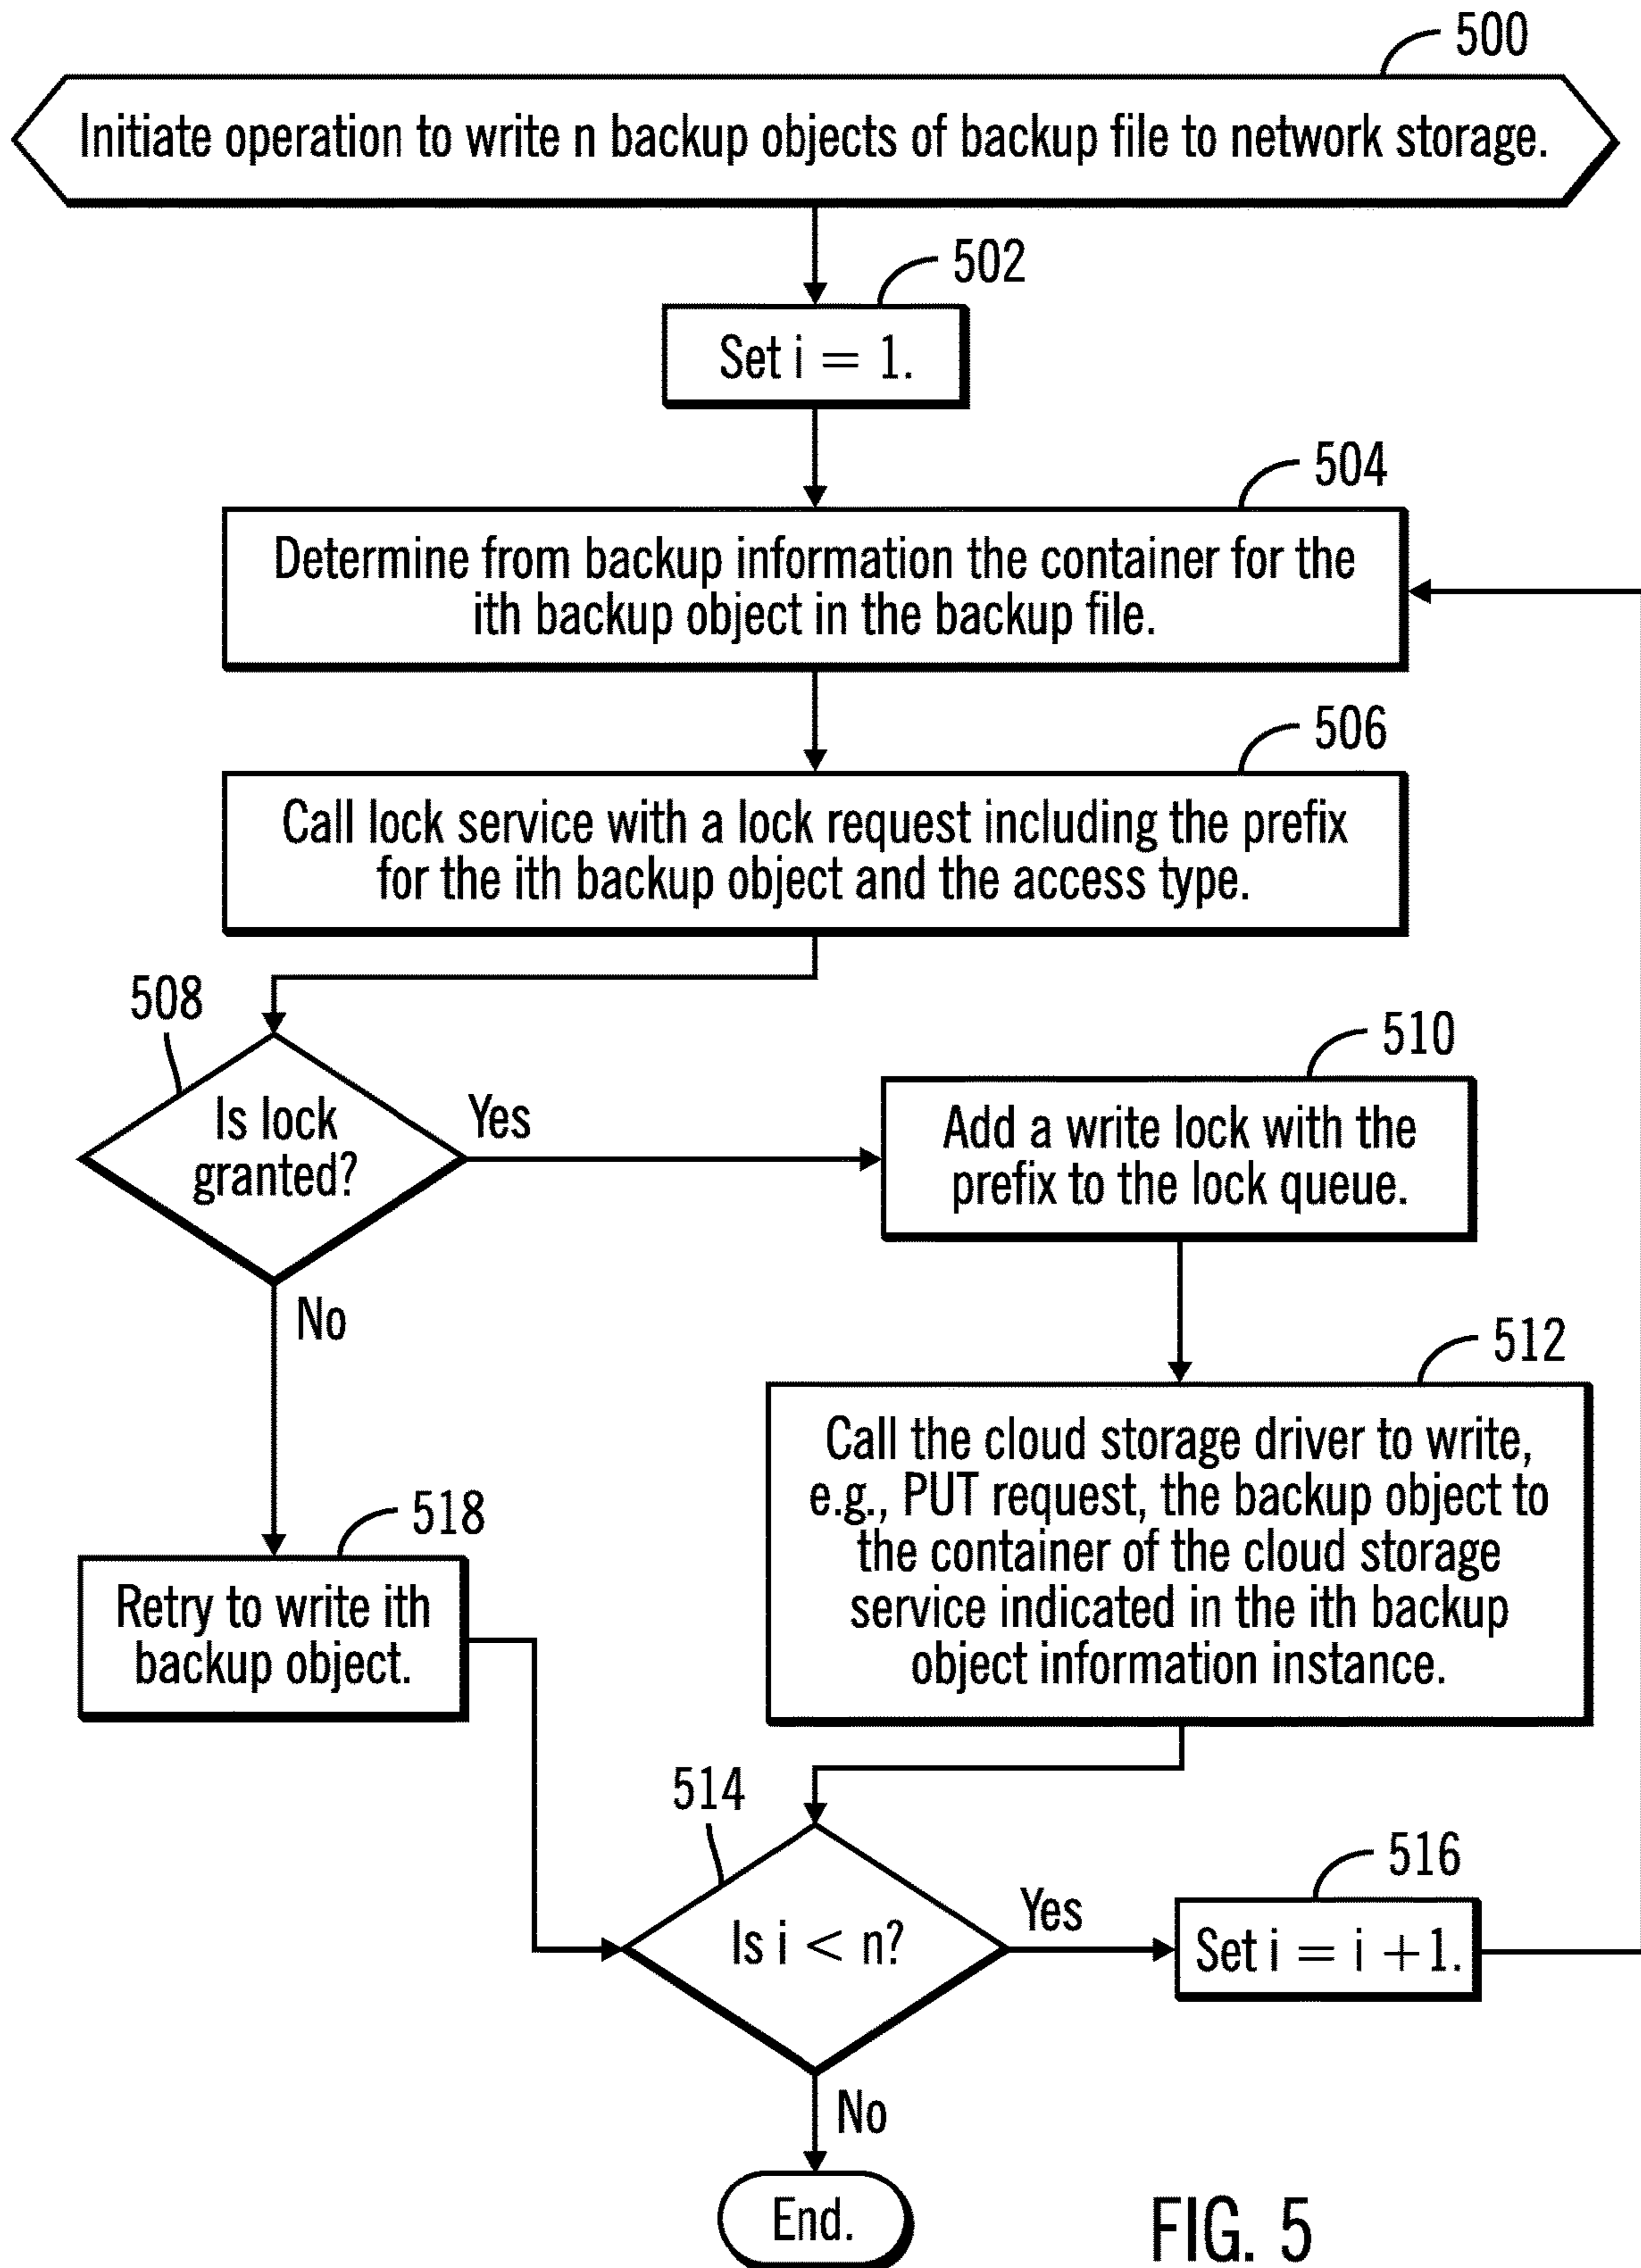 500
Initiate operation to write n backup objects of backup file to network storage.
502
Set i = 1.
504
Determine from backup information the container for the
ith backup object in the backup file.
506
Call lock service with a lock request including the prefix
for the ith backup object and the access type.
508
Is lock
granted?
Yes
No
510
Add a write lock with the
prefix to the lock queue.
512
Call the cloud storage driver to write,
e.g., PUT request, the backup object to
the container of the cloud storage
service indicated in the ith backup
object information instance.
518
Retry to write ith
backup object.
514
Is i < n?
Yes
516
Set i = i +1.
No
End.
FIG. 5